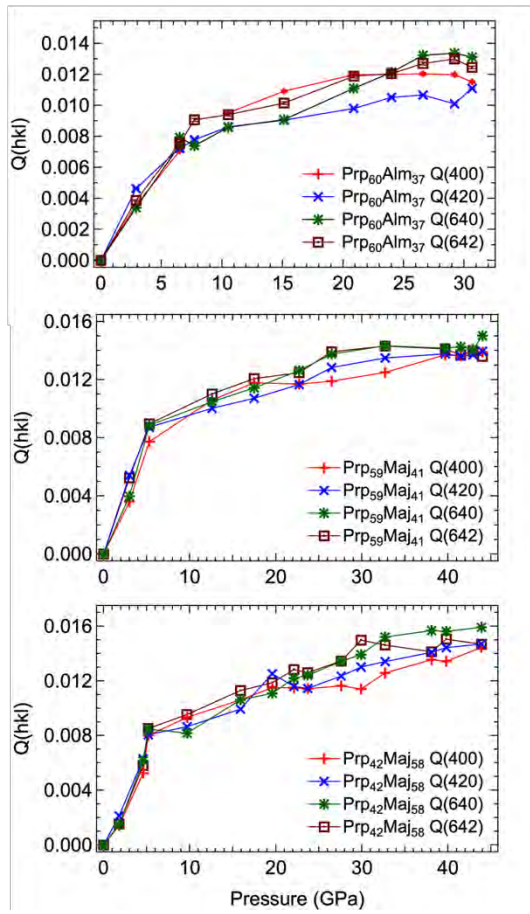 0.014
0.012
0.010
0.008
0.006
0.004
0.002
0.000
Q(hkl)
Prp60Alm37 Q(400)
Prp60Alm37 Q(420)
Prp60Alm37 Q(640)
Prp60Alm37 Q(642)
0 5 10 15 20 25 30
0.016
0.012
0.008
0.004
0.000
Q(hkl)
Prp59Maj41 Q(400)
Prp59Maj41 Q(420)
Prp59Maj41 Q(640)
Prp59Maj41 Q(642)
0 10 20 30 40
0.016
0.012
0.008
0.004
0.000
Q(hkl)
Prp42Maj58 Q(400)
Prp42Maj58 Q(420)
Prp42Maj58 Q(640)
Prp42Maj58 Q(642)
0 10 20 30 40
Pressure (GPa)